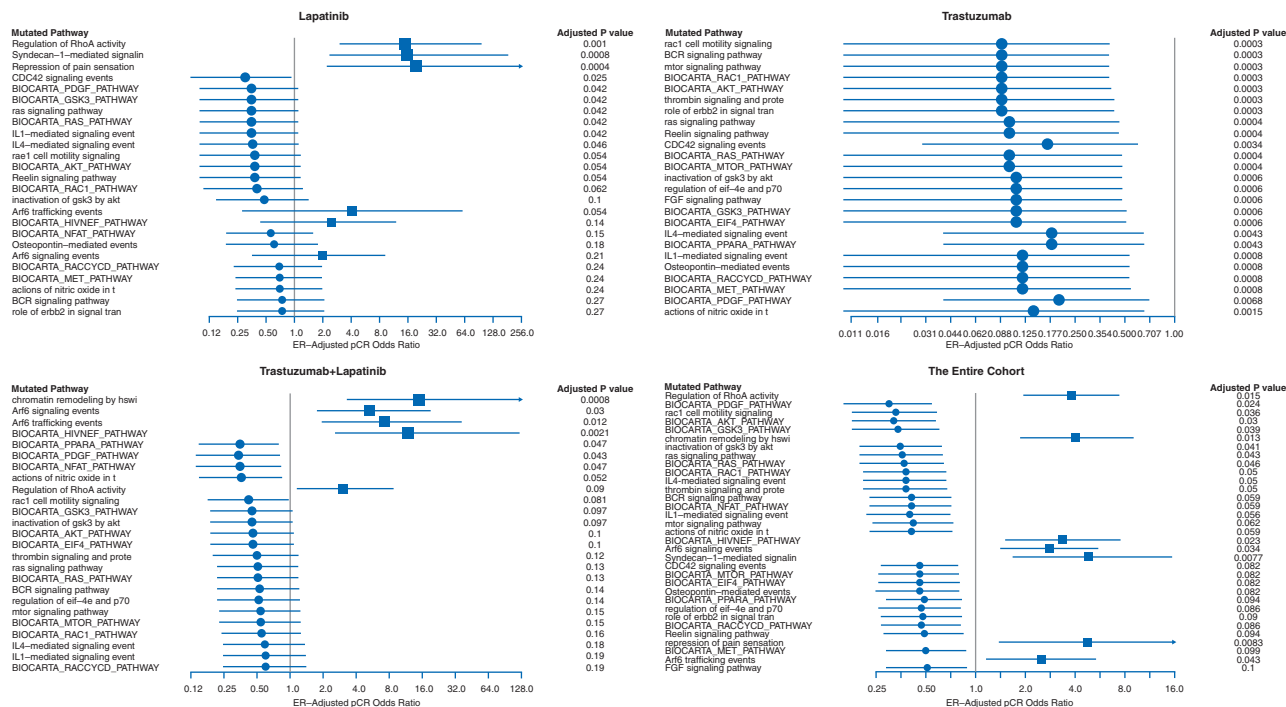 Lapatinib
Mutated Pathway Adjusted P value
Regulation of RhoA activity 0.001
Syndecan−1−mediated signalin 0.0008
Repression of pain sensation 0.0004
CDC42 signaling events 0.025
BIOCARTA_PDGF_PATHWAY 0.042
BIOCARTA_GSK3_PATHWAY 0.042
ras signaling pathway 0.042
BIOCARTA_RAS_PATHWAY 0.042
IL1−mediated signaling event 0.042
IL4−mediated signaling event 0.046
rae1 cell motility signaling 0.054
BIOCARTA_AKT_PATHWAY 0.054
Reelin signaling pathway 0.054
BIOCARTA_RAC1_PATHWAY 0.062
inactivation of gsk3 by akt 0.1
Arf6 trafficking events 0.054
BIOCARTA_HIVNEF_PATHWAY 0.14
BIOCARTA_NFAT_PATHWAY 0.15
Osteopontin−mediated events 0.18
Arf6 signaling events 0.21
BIOCARTA_RACCYCD_PATHWAY 0.24
BIOCARTA_MET_PATHWAY 0.24
aclions of nitric oxide in t 0.24
BCR signaling pathway 0.27
role of erbb2 in signal tran 0.27
0.12 0.25 0.50 1.0 2.0 4.0 8.0 16.0 32.0 64.0 128.0 256.0
ER−Adjusted pCR Odds Ratio
Trastuzumab
Mutated Pathway Adjusted P value
rac1 cell motility signaling 0.0003
BCR signaling pathway 0.0003
mtor signaling pathway 0.0003
BIOCARTA_RAC1_PATHWAY 0.0003
BIOCARTA_AKT_PATHWAY 0.0003
thrombin signaling and prote 0.0003
role of erbb2 in signal tran 0.0003
ras signaling pathway 0.0004
Reelin signaling pathway 0.0004
CDC42 signaling events 0.0034
BIOCARTA_RAS_PATHWAY 0.0004
BIOCARTA_MTOR_PATHWAY 0.0004
inactivation of gsk3 by akt 0.0006
regulation of eif−4e and p70 0.0006
FGF signaling pathway 0.0006
BIOCARTA_GSK3_PATHWAY 0.0006
BIOCARTA_EIF4_PATHWAY 0.0006
IL4−mediated signaling event 0.0043
BIOCARTA_PPARA_PATHWAY 0.0043
IL1−mediated signaling event 0.0008
Osteopontin−mediated events 0.0008
BIOCARTA_RACCYCD_PATHWAY 0.0008
BIOCARTA_MET_PATHWAY 0.0008
BIOCARTA_PDGF_PATHWAY 0.0068
actions of nitric oxide in t 0.0015
0.011 0.016 0.031 0.044 0.062 0.088 0.125 0.177 0.250 0.354 0.500 0.707 1.00
ER−Adjusted pCR Odds Ratio
Trastuzumab+Lapatinib
Mutated Pathway Adjusted P value
chromatin remodeling by hswi 0.0008
Arf6 signaling events 0.03
Arf6 trafficking events 0.012
BIOCARTA_HIVNEF_PATHWAY 0.0021
BIOCARTA_PPARA_PATHWAY 0.047
BIOCARTA_PDGF_PATHWAY 0.043
BIOCARTA_NFAT_PATHWAY 0.047
actions of nitric oxide in t 0.052
Regulation of RhoA activity 0.09
rac1 cell motility signaling 0.081
BIOCARTA_GSK3_PATHWAY 0.097
inactivation of gsk3 by akt 0.097
BIOCARTA_AKT_PATHWAY 0.1
BIOCARTA_EIF4_PATHWAY 0.1
thrombin signaling and prote 0.12
ras signaling pathway 0.13
BIOCARTA_RAS_PATHWAY 0.13
BCR signaling pathway 0.14
regulation of eif−4e and p70 0.14
mtor signaling pathway 0.15
BIOCARTA_MTOR_PATHWAY 0.15
BIOCARTA_RAC1_PATHWAY 0.16
IL4−mediated signaling event 0.18
IL1−mediated signaling event 0.19
BIOCARTA_RACCYCD_PATHWAY 0.19
0.12 0.25 0.50 1.0 2.0 4.0 8.0 16.0 32.0 64.0 128.0
ER−Adjusted pCR Odds Ratio
The Entire Cohort
Mutated Pathway Adjusted P value
Regulation of RhoA activity 0.015
BIOCARTA_PDGF_PATHWAY 0.024
rac1 cell motility signaling 0.036
BIOCARTA_AKT_PATHWAY 0.03
BIOCARTA_GSK3_PATHWAY 0.039
chromatin remodeling by hswi 0.013
inactivation of gsk3 by akt 0.041
ras signaling pathway 0.043
BIOCARTA_RAS_PATHWAY 0.046
BIOCARTA_RAC1_PATHWAY 0.05
IL4−mediated signaling event 0.05
thrombin signaling and prote 0.05
BCR signaling pathway 0.059
BIOCARTA_NFAT_PATHWAY 0.059
IL1−mediated signaling event 0.056
mtor signaling pathway 0.062
actions of nitric oxide in t 0.059
BIOCARTA_HIVNEF_PATHWAY 0.023
Arf6 signaling events 0.034
Syndecan−1−mediated signalin 0.0077
CDC42 signaling events 0.082
BIOCARTA_MTOR_PATHWAY 0.082
BIOCARTA_EIF4_PATHWAY 0.082
Osteopontin−mediated events 0.082
BIOCARTA_PPARA_PATHWAY 0.094
regulation of eif−4e and p70 0.086
role of erbb2 in signal tran 0.09
BIOCARTA_RACCYCD_PATHWAY 0.086
Reelin signaling pathway 0.094
repression of pain sensation 0.0083
BIOCARTA_MET_PATHWAY 0.099
Arf6 trafficking events 0.043
FGF signaling pathway 0.1
0.25 0.50 1.0 2.0 4.0 8.0 16.0
ER−Adjusted pCR Odds Ratio